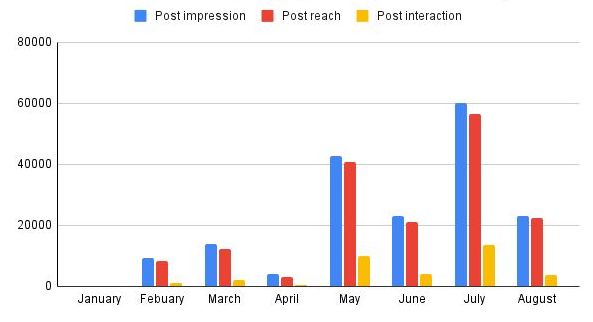 Post impression Post reach Post interaction
80000
60000
40000
20000
0
January Febuary March April May June July August